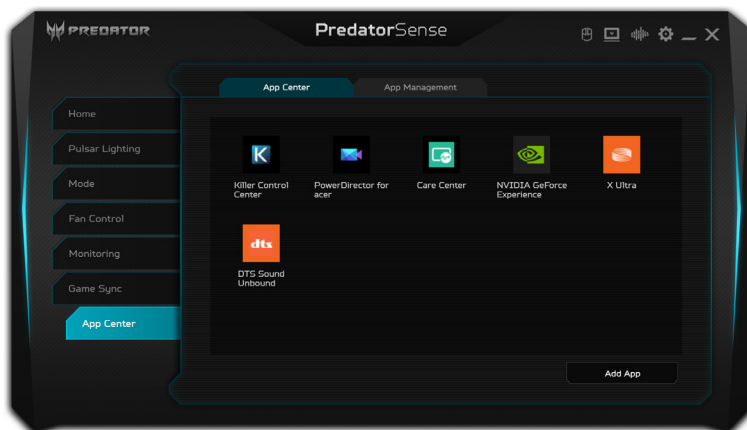 PREDATOR
PredatorSense
App Center
App Management
Home
Pulsar Lighting
Mode
Fan Control
Monitoring
Game Sync
App Center
K
Killer Control
Center
PowerDirector for
acer
Care Center
NVIDIA GeForce
Experience
X Ultra
dts
DTS Sound
Unbound
Add App